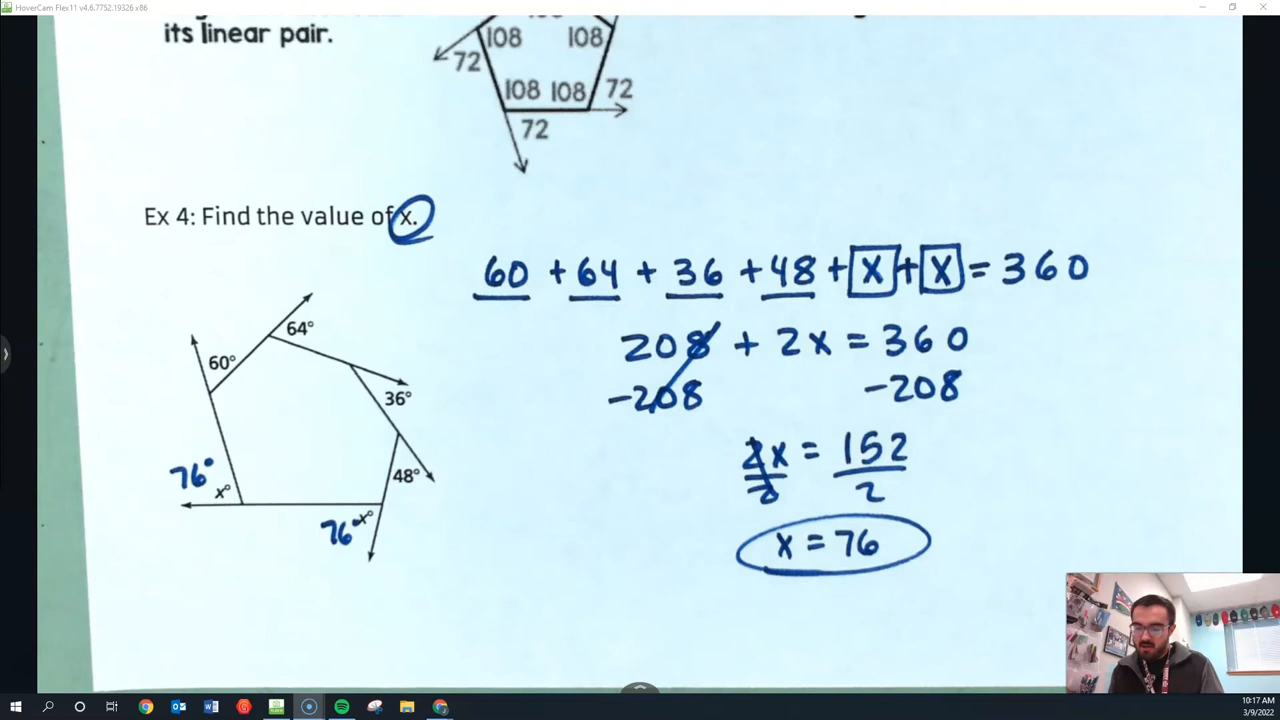 HoverCam Flex11 v4.6.7752.19326 x86
its linear pair.
108 108
72
108 108 72
72
Ex 4: Find the value of x.
60 + 64 + 36 + 48 + x + x = 360
208 + 2x = 360
-208 -208
2x = 152
2 2
x = 76
64°
60°
36°
76° x°
48°
76° x°
10:17 AM
3/9/2022